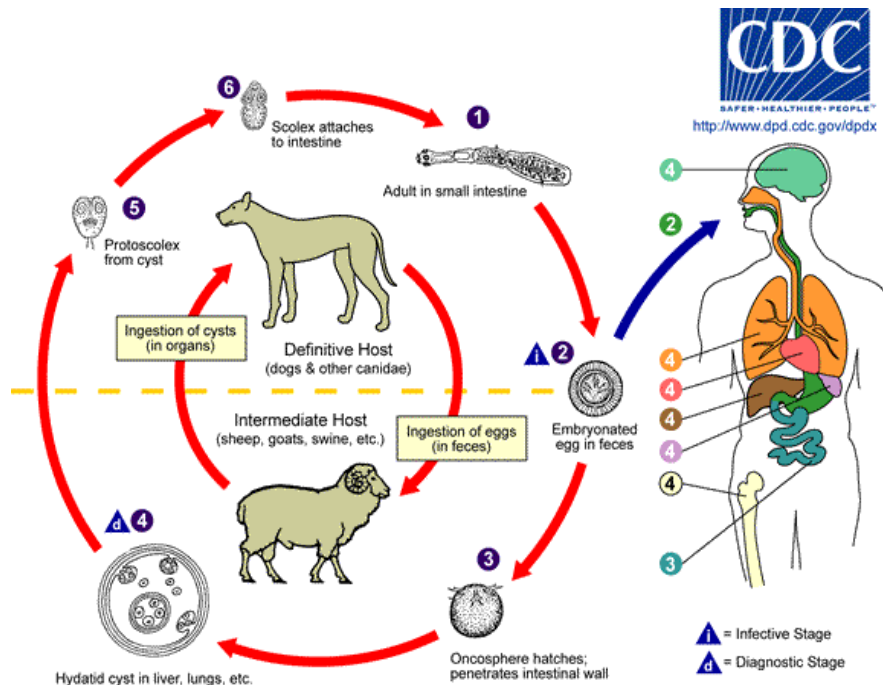 CDC
SAFER • HEALTHIER • PEOPLE™
http://www.dpd.cdc.gov/dpdx
6
Scolex attaches
to intestine
1
Adult in small intestine
5
Protoscolex
from cyst
Ingestion of cysts
(in organs)
Definitive Host
(dogs & other canidae)
i 2
Embryonated
egg in feces
Intermediate Host
(sheep, goats, swine, etc.)
Ingestion of eggs
(in feces)
d 4
Hydatid cyst in liver, lungs, etc.
3
Oncosphere hatches;
penetrates intestinal wall
4
2
4
4
4
4
4
3
i = Infective Stage
d = Diagnostic Stage